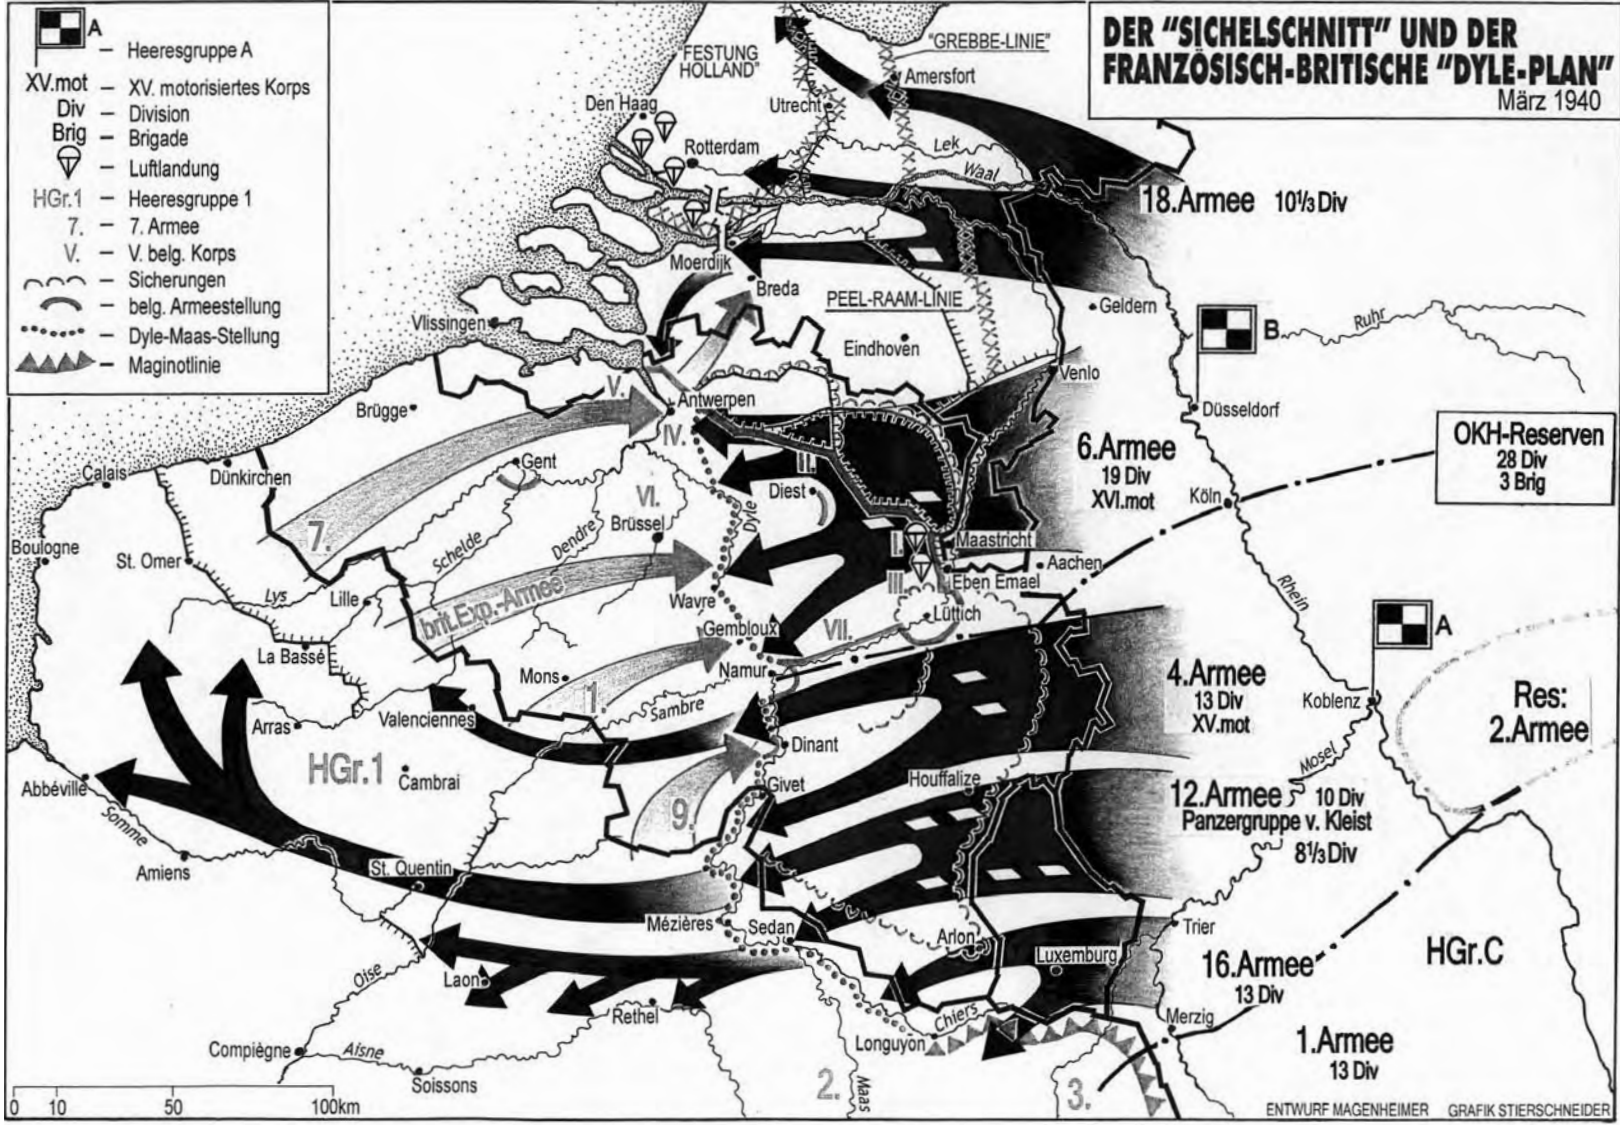 DER "SICHELSCHNITT" UND DER
FRANZÖSISCH-BRITISCHE "DYLE-PLAN"
März 1940
A
– Heeresgruppe A
XV.mot – XV. motorisiertes Korps
Div – Division
Brig – Brigade
– Luftlandung
HGr.1 – Heeresgruppe 1
7. – 7. Armee
V. – V. belg. Korps
– Sicherungen
– belg. Armeestellung
– Dyle-Maas-Stellung
– Maginotlinie
FESTUNG
HOLLAND"
"GREBBE-LINIE"
Amersfort
Den Haag
Utrecht
Rotterdam
Lek
Waal
18.Armee 10⅓ Div
Moerdijk
Breda
PEEL-RAAM-LINIE
Geldern
Vlissingen
Eindhoven
B
Ruhr
Venlo
V.
Brügge
Antwerpen
Düsseldorf
IV.
6.Armee
19 Div
XVI.mot
OKH-Reserven
28 Div
3 Brig
Calais
Dünkirchen
Gent
II.
Diest
Köln
VI.
Brüssel
Dyle
7.
Schelde
Dendre
Boulogne
St. Omer
I.
Maastricht
Aachen
III.
Eben Emael
Rhein
Lys
Lille
brit.Exp.-Armee
Wavre
Lüttich
Gembloux
VII.
A
La Bassé
Mons
Namur
4.Armee
13 Div
XV.mot
Koblenz
Res:
2.Armee
1.
Sambre
Arras
Valenciennes
Dinant
Mosel
HGr.1
Cambrai
Houffalize
Givet
Abbéville
12.Armee 10 Div
Panzergruppe v. Kleist
8⅓ Div
Somme
9.
Amiens
St. Quentin
Mézières
Sedan
Arlon
Trier
Luxemburg
HGr.C
16.Armee
13 Div
Oise
Laon
Rethel
Chiers
Merzig
Longuyon
1.Armee
13 Div
Compiègne
Aisne
Soissons
2.
Maas
3.
0 10 50 100km
ENTWURF MAGENHEIMER GRAFIK STIERSCHNEIDER